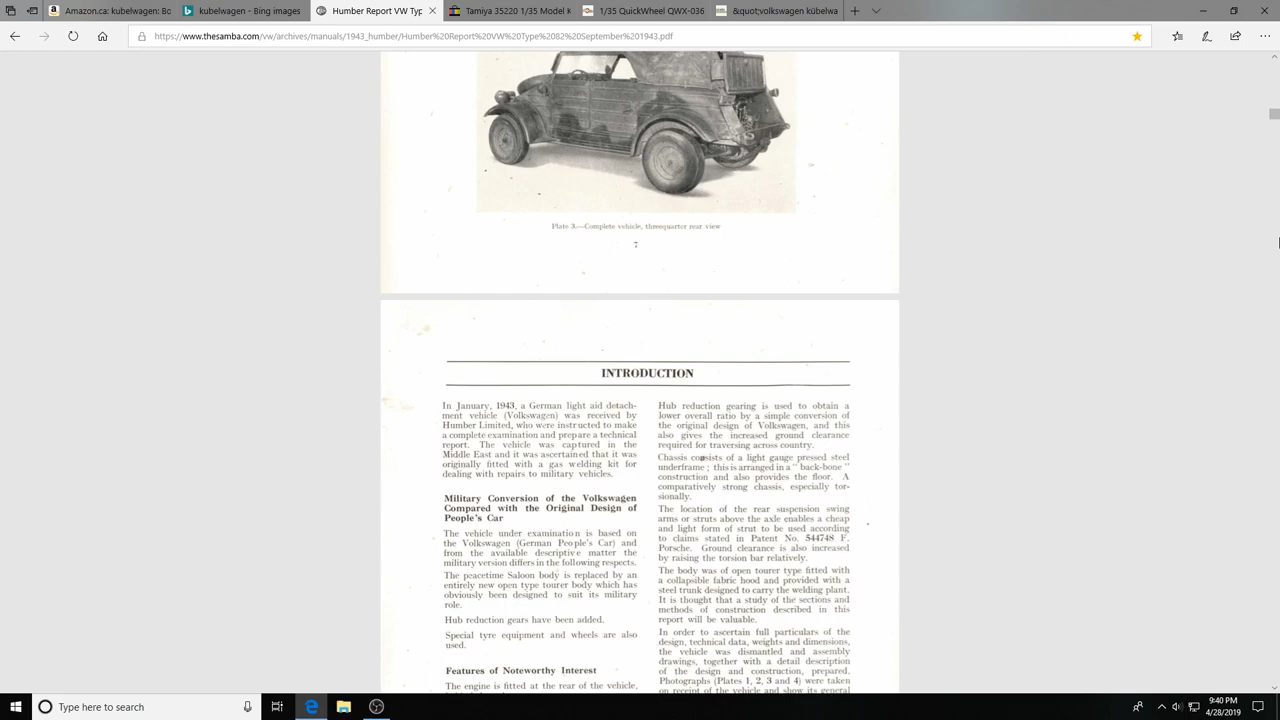 Amazon.ca: kubelwagen: Bo
kubelwagen - Bing images
Humber Report VW Typ
Tamiya 35220 1/35 Model K
1/35 QuickWheel QWX-036
&quot;volkwagen kübelwa
https://www.thesamba.com/vw/archives/manuals/1943_humber/Humber%20Report%20VW%20Type%2082%20September%201943.pdf
Plate 3.—Complete vehicle, threequarter rear view
7
INTRODUCTION
In January, 1943, a German light aid detach-
ment vehicle (Volkswagen) was received by
Humber Limited, who were instructed to make
a complete examination and prepare a technical
report. The vehicle was captured in the
Middle East and it was ascertained that it was
originally fitted with a gas welding kit for
dealing with repairs to military vehicles.
Military Conversion of the Volkswagen
Compared with the Original Design of
People's Car
The vehicle under examination is based on
the Volkswagen (German People's Car) and
from the available descriptive matter the
military version differs in the following respects.
The peacetime Saloon body is replaced by an
entirely new open type tourer body which has
obviously been designed to suit its military
role.
Hub reduction gears have been added.
Special tyre equipment and wheels are also
used.
Features of Noteworthy Interest
The engine is fitted at the rear of the vehicle,
Hub reduction gearing is used to obtain a
lower overall ratio by a simple conversion of
the original design of Volkswagen, and this
also gives the increased ground clearance
required for traversing across country.
Chassis consists of a light gauge pressed steel
underframe ; this is arranged in a " back-bone "
construction and also provides the floor. A
comparatively strong chassis, especially tor-
sionally.
The location of the rear suspension swing
arms or struts above the axle enables a cheap
and light form of strut to be used according
to claims stated in Patent No. 544748 F.
Porsche. Ground clearance is also increased
by raising the torsion bar relatively.
The body was of open tourer type fitted with
a collapsible fabric hood and provided with a
steel trunk designed to carry the welding plant.
It is thought that a study of the sections and
methods of construction described in this
report will be valuable.
In order to ascertain full particulars of the
design, technical data, weights and dimensions,
the vehicle was dismantled and assembly
drawings, together with a detail description
of the design and construction, prepared.
Photographs (Plates 1, 2, 3 and 4) were taken
on receipt of the vehicle and show its general
Type here to search
9:40 PM
4/28/2019